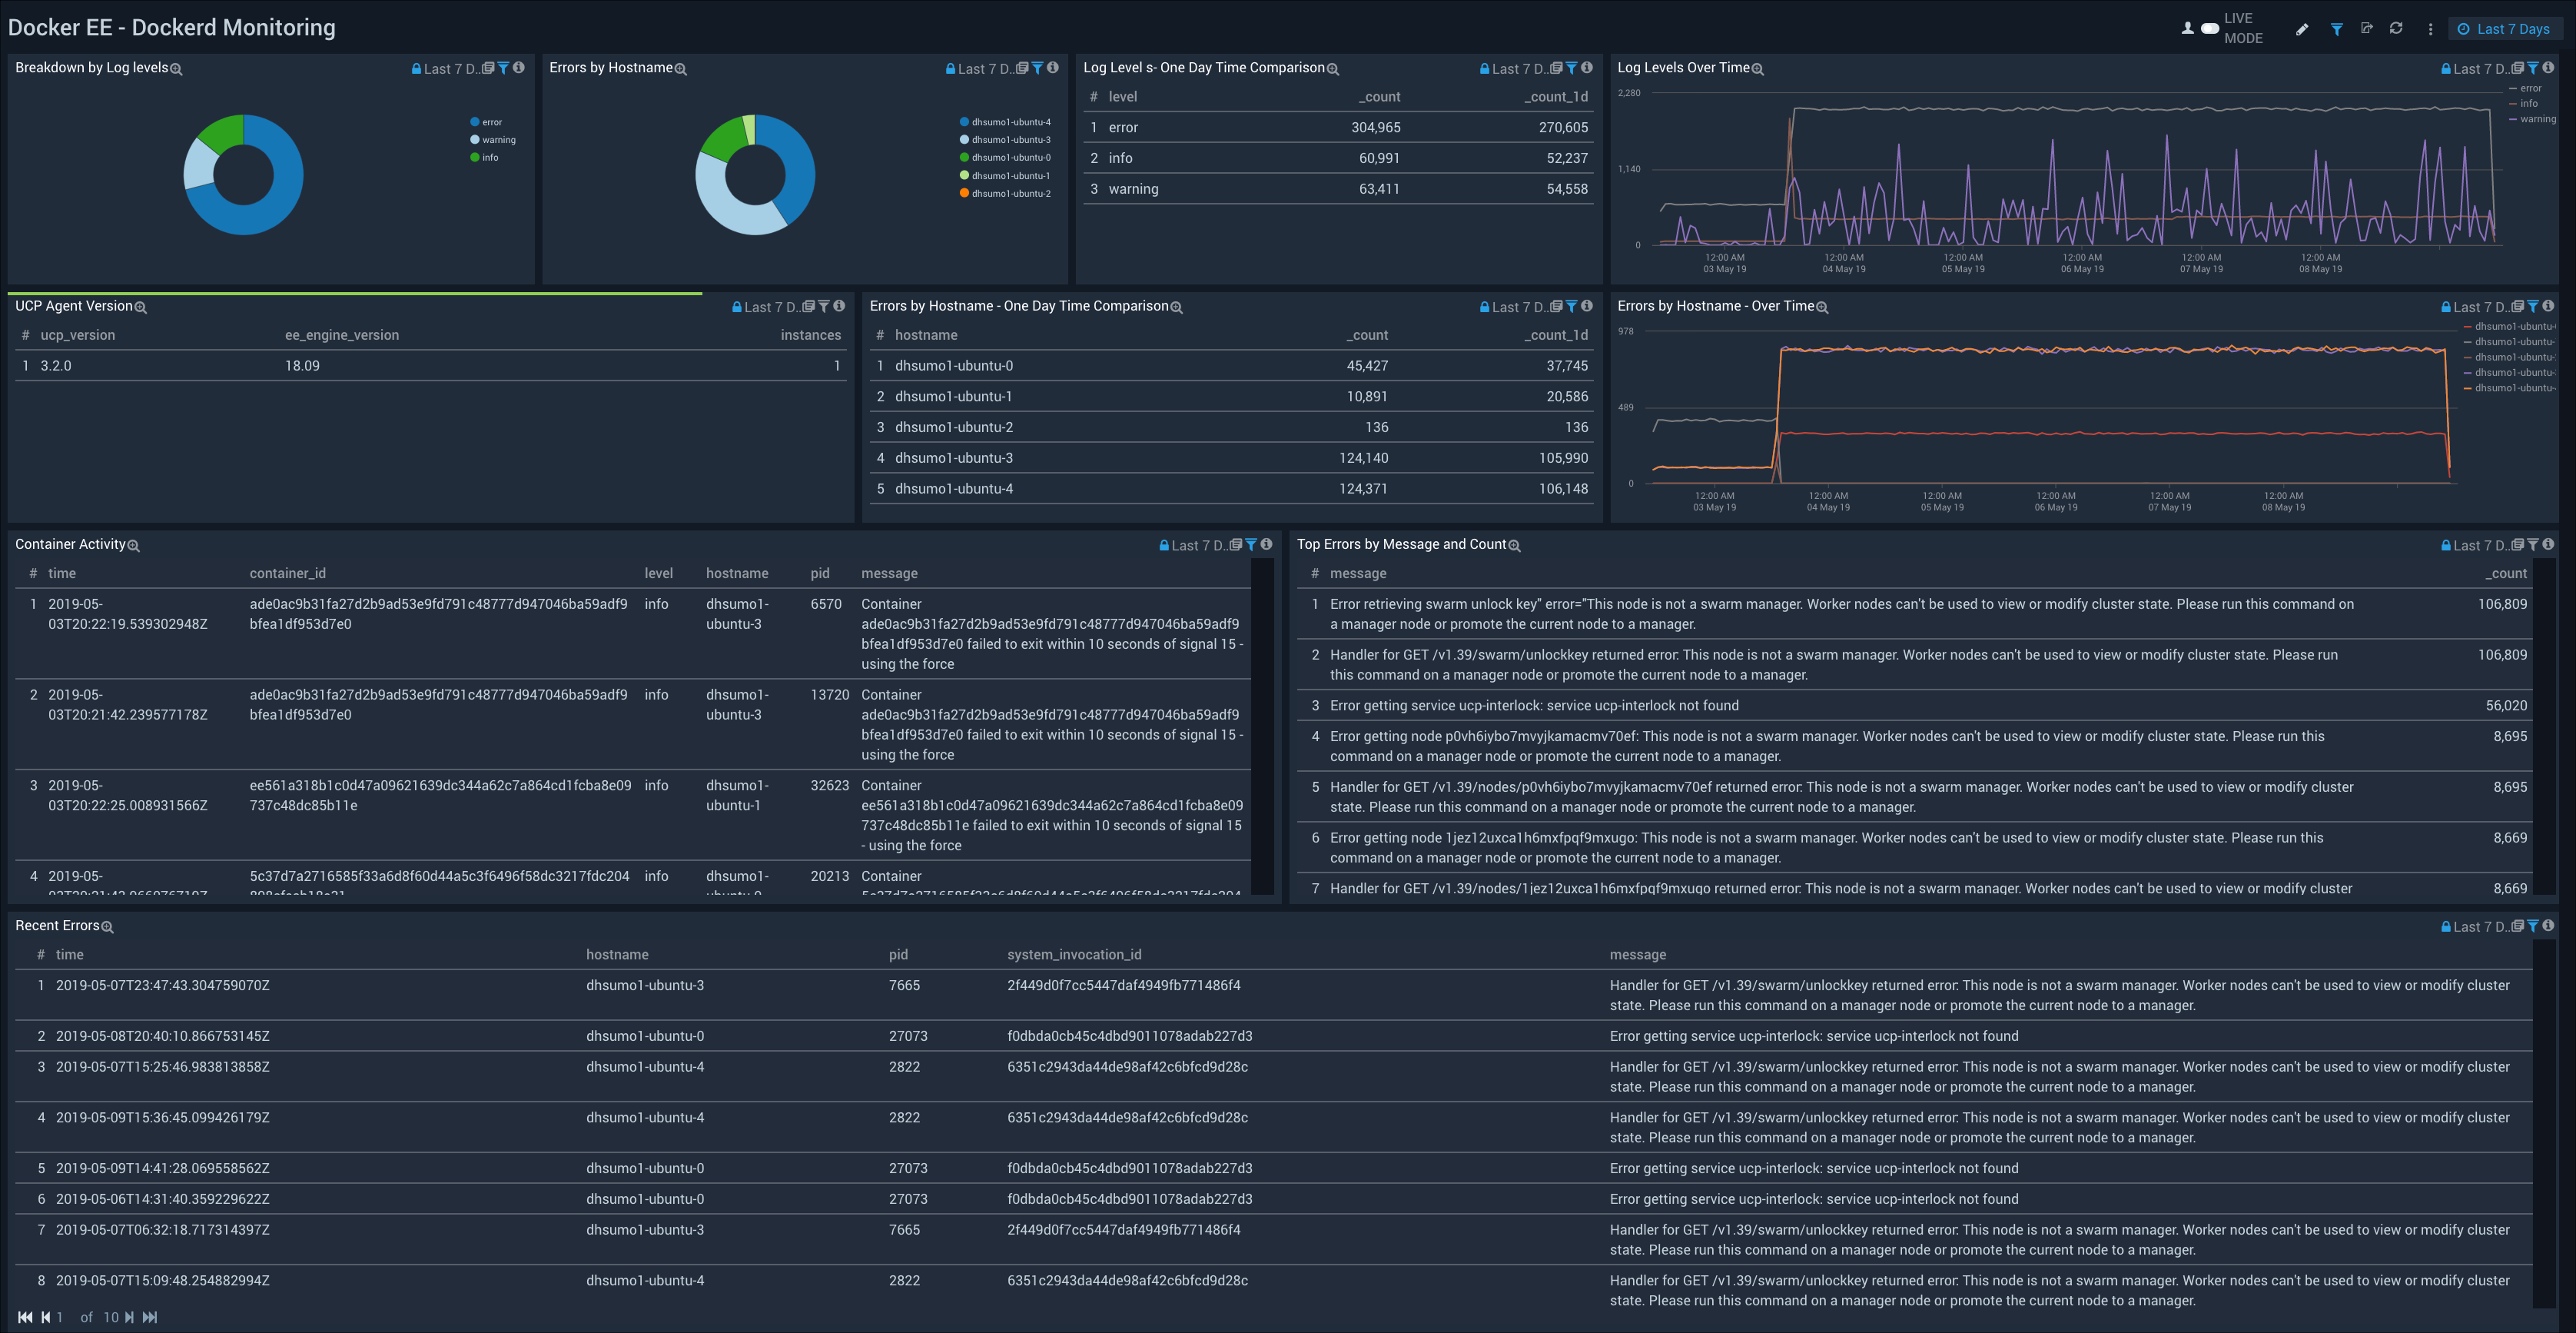 Docker EE - Dockerd Monitoring
LIVE
MODE
Last 7 Days
Breakdown by Log levels
Last 7 D..
error
warning
info
Errors by Hostname
Last 7 D..
dhsumo1-ubuntu-4
dhsumo1-ubuntu-3
dhsumo1-ubuntu-0
dhsumo1-ubuntu-1
dhsumo1-ubuntu-2
Log Level s- One Day Time Comparison
Last 7 D..
# level _count _count_1d
1 error 304,965 270,605
2 info 60,991 52,237
3 warning 63,411 54,558
Log Levels Over Time
Last 7 D..
2,280
1,140
0
12:00 AM 12:00 AM 12:00 AM 12:00 AM 12:00 AM 12:00 AM
03 May 19 04 May 19 05 May 19 06 May 19 07 May 19 08 May 19
error
info
warning
UCP Agent Version
Last 7 D..
# ucp_version ee_engine_version instances
1 3.2.0 18.09 1
Errors by Hostname - One Day Time Comparison
Last 7 D..
# hostname _count _count_1d
1 dhsumo1-ubuntu-0 45,427 37,745
2 dhsumo1-ubuntu-1 10,891 20,586
3 dhsumo1-ubuntu-2 136 136
4 dhsumo1-ubuntu-3 124,140 105,990
5 dhsumo1-ubuntu-4 124,371 106,148
Errors by Hostname - Over Time
Last 7 D..
978
489
0
12:00 AM 12:00 AM 12:00 AM 12:00 AM 12:00 AM 12:00 AM
03 May 19 04 May 19 05 May 19 06 May 19 07 May 19 08 May 19
dhsumo1-ubuntu-
dhsumo1-ubuntu-
dhsumo1-ubuntu-
dhsumo1-ubuntu-
dhsumo1-ubuntu-
Container Activity
Last 7 D..
# time container_id level hostname pid message
1 2019-05- ade0ac9b31fa27d2b9ad53e9fd791c48777d947046ba59adf9 info dhsumo1- 6570 Container
03T20:22:19.539302948Z bfea1df953d7e0 ubuntu-3 ade0ac9b31fa27d2b9ad53e9fd791c48777d947046ba59adf9
bfea1df953d7e0 failed to exit within 10 seconds of signal 15 -
using the force
2 2019-05- ade0ac9b31fa27d2b9ad53e9fd791c48777d947046ba59adf9 info dhsumo1- 13720 Container
03T20:21:42.239577178Z bfea1df953d7e0 ubuntu-3 ade0ac9b31fa27d2b9ad53e9fd791c48777d947046ba59adf9
bfea1df953d7e0 failed to exit within 10 seconds of signal 15 -
using the force
3 2019-05- ee561a318b1c0d47a09621639dc344a62c7a864cd1fcba8e09 info dhsumo1- 32623 Container
03T20:22:25.008931566Z 737c48dc85b11e ubuntu-1 ee561a318b1c0d47a09621639dc344a62c7a864cd1fcba8e09
737c48dc85b11e failed to exit within 10 seconds of signal 15
- using the force
4 2019-05- 5c37d7a2716585f33a6d8f60d44a5c3f6496f58dc3217fdc204 info dhsumo1- 20213 Container
Top Errors by Message and Count
Last 7 D..
# message _count
1 Error retrieving swarm unlock key" error="This node is not a swarm manager. Worker nodes can't be used to view or modify cluster state. Please run this command on 106,809
a manager node or promote the current node to a manager.
2 Handler for GET /v1.39/swarm/unlockkey returned error: This node is not a swarm manager. Worker nodes can't be used to view or modify cluster state. Please run 106,809
this command on a manager node or promote the current node to a manager.
3 Error getting service ucp-interlock: service ucp-interlock not found 56,020
4 Error getting node p0vh6iybo7mvyjkamacmv70ef: This node is not a swarm manager. Worker nodes can't be used to view or modify cluster state. Please run this 8,695
command on a manager node or promote the current node to a manager.
5 Handler for GET /v1.39/nodes/p0vh6iybo7mvyjkamacmv70ef returned error: This node is not a swarm manager. Worker nodes can't be used to view or modify cluster 8,695
state. Please run this command on a manager node or promote the current node to a manager.
6 Error getting node 1jez12uxca1h6mxfpqf9mxugo: This node is not a swarm manager. Worker nodes can't be used to view or modify cluster state. Please run this 8,669
command on a manager node or promote the current node to a manager.
7 Handler for GET /v1.39/nodes/1jez12uxca1h6mxfpqf9mxugo returned error: This node is not a swarm manager. Worker nodes can't be used to view or modify cluster 8,669
Recent Errors
Last 7 D..
# time hostname pid system_invocation_id message
1 2019-05-07T23:47:43.304759070Z dhsumo1-ubuntu-3 7665 2f449d0f7cc5447daf4949fb771486f4 Handler for GET /v1.39/swarm/unlockkey returned error: This node is not a swarm manager. Worker nodes can't be used to view or modify cluster
state. Please run this command on a manager node or promote the current node to a manager.
2 2019-05-08T20:40:10.866753145Z dhsumo1-ubuntu-0 27073 f0dbda0cb45c4dbd9011078adab227d3 Error getting service ucp-interlock: service ucp-interlock not found
3 2019-05-07T15:25:46.983813858Z dhsumo1-ubuntu-4 2822 6351c2943da44de98af42c6bfcd9d28c Handler for GET /v1.39/swarm/unlockkey returned error: This node is not a swarm manager. Worker nodes can't be used to view or modify cluster
state. Please run this command on a manager node or promote the current node to a manager.
4 2019-05-09T15:36:45.099426179Z dhsumo1-ubuntu-4 2822 6351c2943da44de98af42c6bfcd9d28c Handler for GET /v1.39/swarm/unlockkey returned error: This node is not a swarm manager. Worker nodes can't be used to view or modify cluster
state. Please run this command on a manager node or promote the current node to a manager.
5 2019-05-09T14:41:28.069558562Z dhsumo1-ubuntu-0 27073 f0dbda0cb45c4dbd9011078adab227d3 Error getting service ucp-interlock: service ucp-interlock not found
6 2019-05-06T14:31:40.359229622Z dhsumo1-ubuntu-0 27073 f0dbda0cb45c4dbd9011078adab227d3 Error getting service ucp-interlock: service ucp-interlock not found
7 2019-05-07T06:32:18.717314397Z dhsumo1-ubuntu-3 7665 2f449d0f7cc5447daf4949fb771486f4 Handler for GET /v1.39/swarm/unlockkey returned error: This node is not a swarm manager. Worker nodes can't be used to view or modify cluster
state. Please run this command on a manager node or promote the current node to a manager.
8 2019-05-07T15:09:48.254882994Z dhsumo1-ubuntu-4 2822 6351c2943da44de98af42c6bfcd9d28c Handler for GET /v1.39/swarm/unlockkey returned error: This node is not a swarm manager. Worker nodes can't be used to view or modify cluster
state. Please run this command on a manager node or promote the current node to a manager.
1 of 10